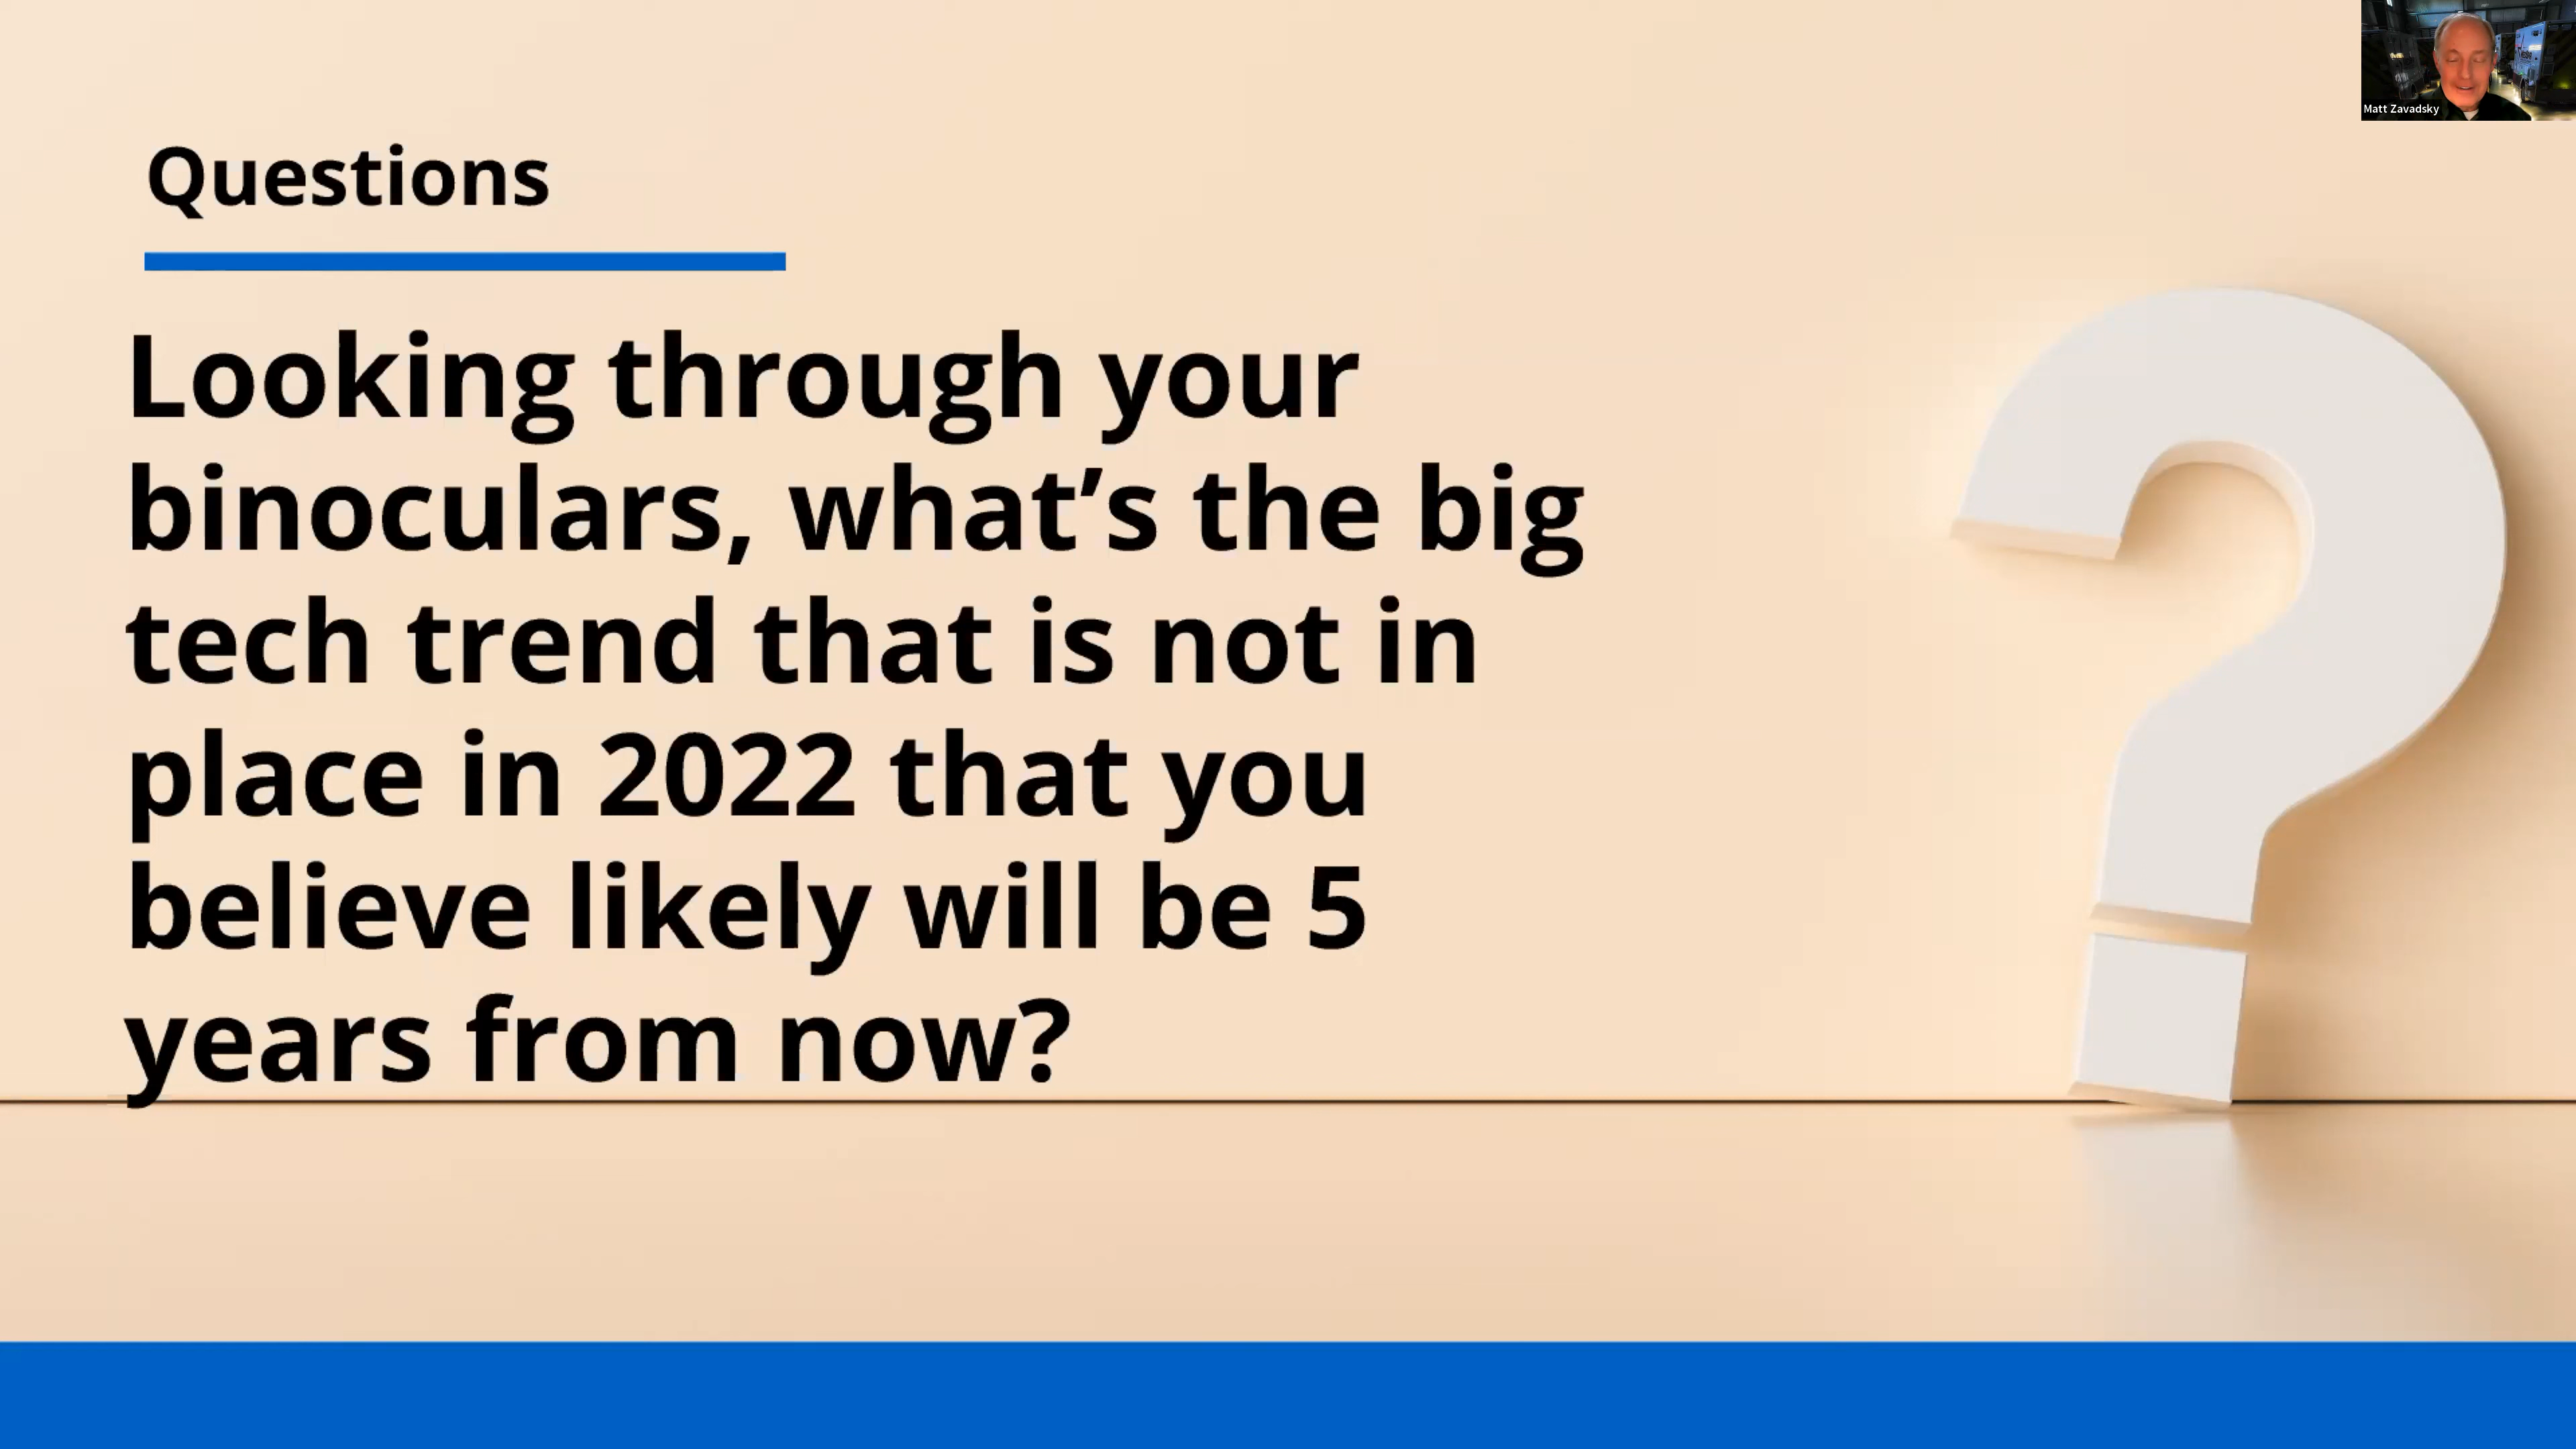 Matt Zavadsky
Questions
Looking through your
binoculars, what’s the big
tech trend that is not in
place in 2022 that you
believe likely will be 5
years from now?